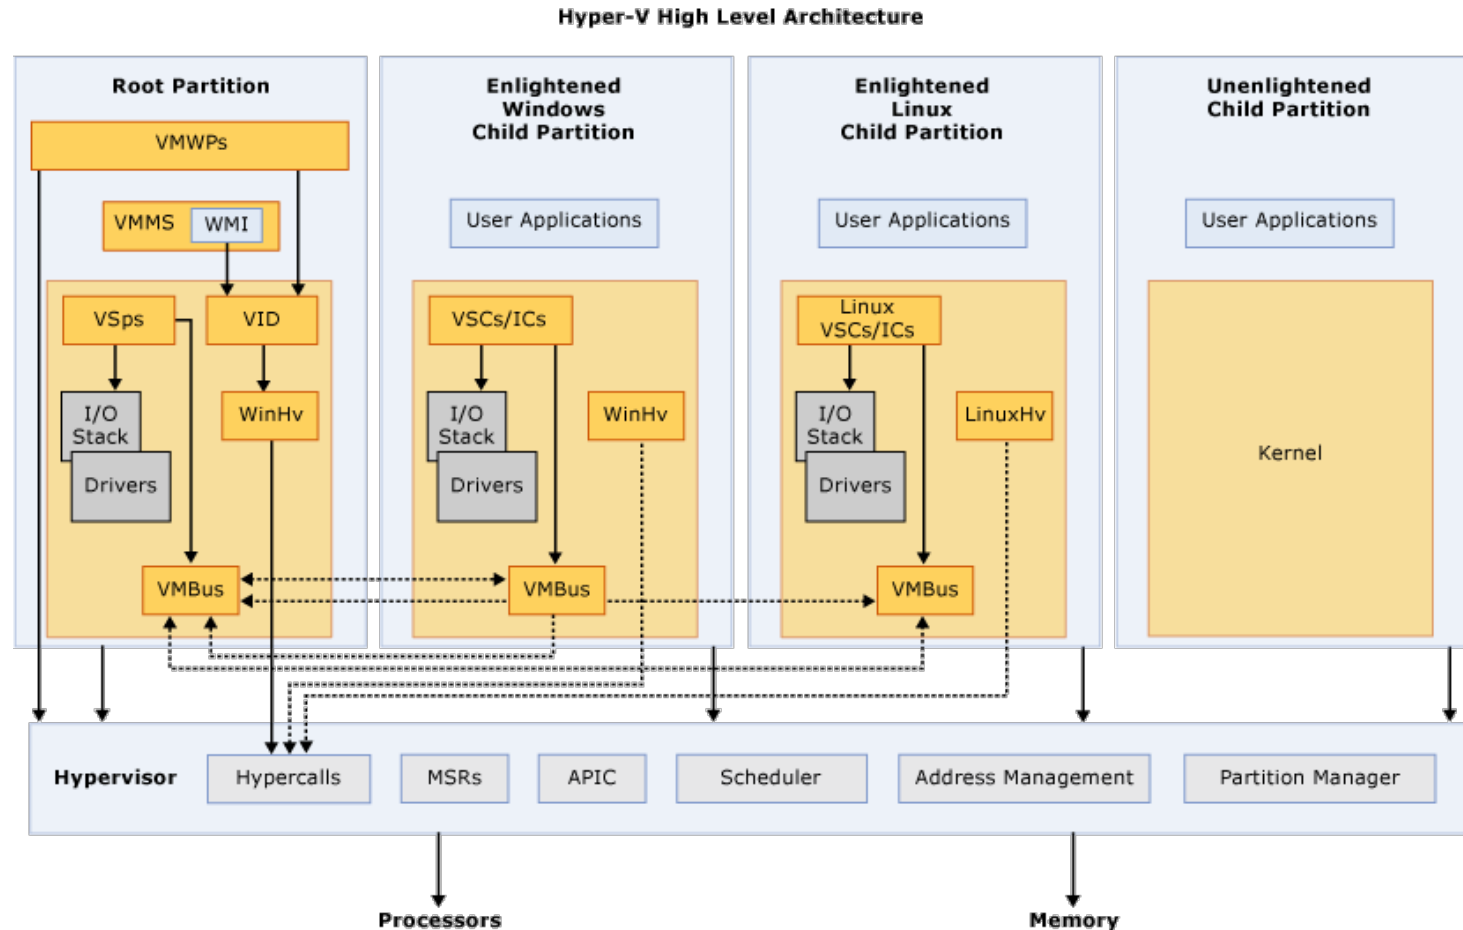 Hyper-V High Level Architecture
Root Partition
VMWPs
VMMS
WMI
VSps
VID
I/O
Stack
WinHv
Drivers
VMBus
Enlightened
Windows
Child Partition
User Applications
VSCs/ICs
I/O
Stack
WinHv
Drivers
VMBus
Enlightened
Linux
Child Partition
User Applications
Linux
VSCs/ICs
I/O
Stack
LinuxHv
Drivers
VMBus
Unenlightened
Child Partition
User Applications
Kernel
Hypervisor
Hypercalls
MSRs
APIC
Scheduler
Address Management
Partition Manager
Processors
Memory